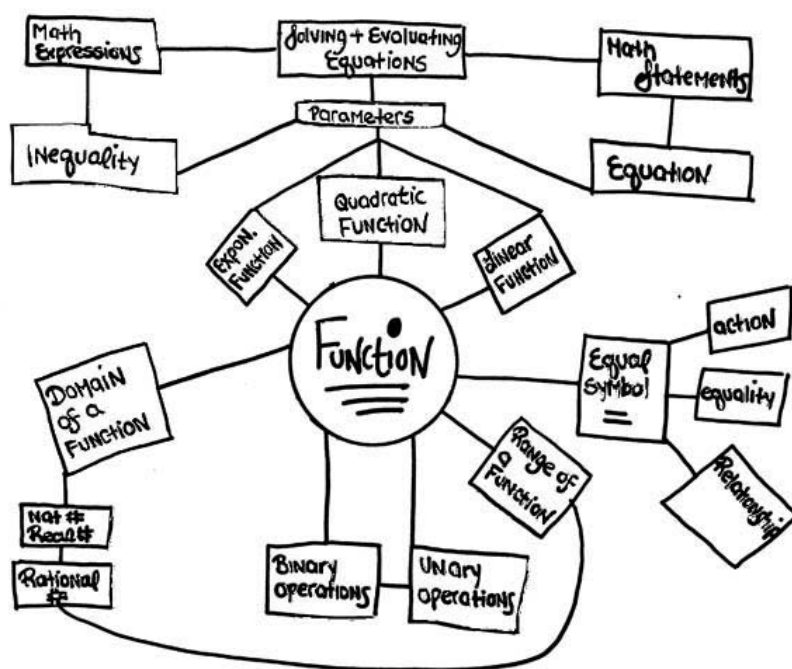 Math
Expressions
Solving + Evaluating
Equations
Math
Statements
Parameters
Inequality
Equation
Quadratic
Function
Expon.
Function
Linear
Function
Function
Domain
of a
Function
Equal
Symbol
=
action
equality
Relationship
Range of
a
Function
Nat #
Real #
Rational
#
Binary
operations
Unary
operations